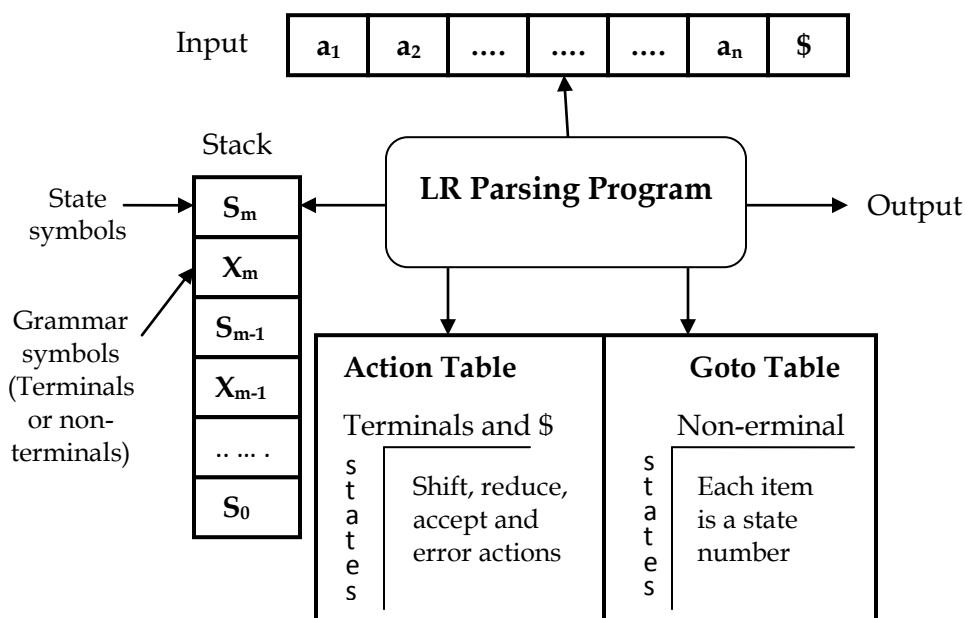 Input a₁ a₂ .... .... .... aₙ $
Stack
LR Parsing Program
State
symbols
Sₘ
Output
Xₘ
Grammar
symbols
(Terminals
or non-
terminals)
Sₘ₋₁
Xₘ₋₁
.. ... .
S₀
Action Table
Terminals and $
states
Shift, reduce,
accept and
error actions
Goto Table
Non-erminal
states
Each item
is a state
number